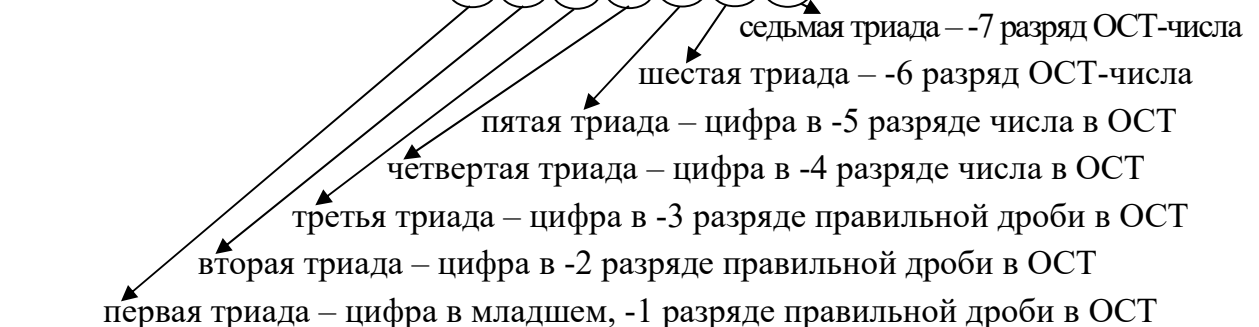 седьмая триада – -7 разряд ОСТ-числа
шестая триада – -6 разряд ОСТ-числа
пятая триада – цифра в -5 разряде числа в ОСТ
четвертая триада – цифра в -4 разряде числа в ОСТ
третья триада – цифра в -3 разряде правильной дроби в ОСТ
вторая триада – цифра в -2 разряде правильной дроби в ОСТ
первая триада – цифра в младшем, -1 разряде правильной дроби в ОСТ